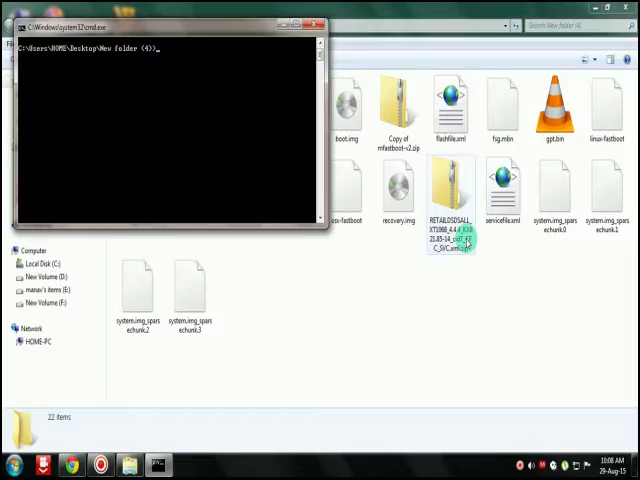 C:\Windows\system32\cmd.exe
C:\Users\HOME\Desktop\New folder (4)>
Search New folder (4)
boot.img
Copy of
mfastboot-v2.zip
flashfile.xml
fsg.mbn
gpt.bin
linux-fastboot
osx-fastboot
recovery.img
RETAILDSDSALL_
XT1068_4.4.4_KXB
21.85-14_cid7_CF
C_SVC.xml.zip
servicefile.xml
system.img_spars
echunk.0
system.img_spars
echunk.1
Computer
Local Disk (C:)
New Volume (D:)
manav's items (E:)
New Volume (F:)
Network
HOME-PC
system.img_spars
echunk.2
system.img_spars
echunk.3
22 items
10:08 AM
29-Aug-15